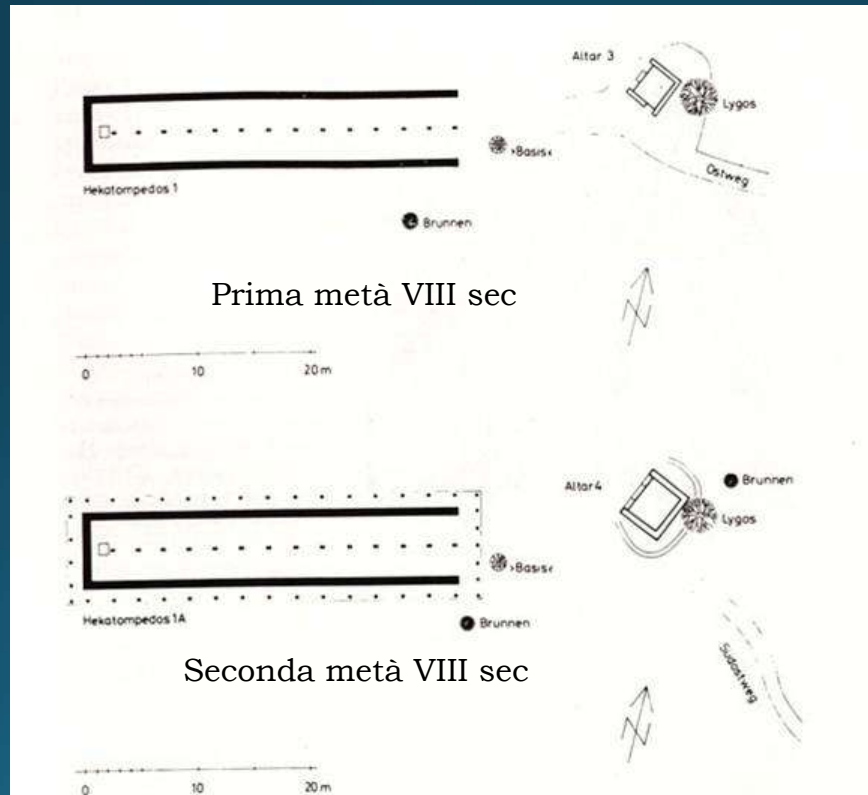 Altar 3
Lygos
›Basis‹
Ostweg
Hekatompedos 1
Brunnen
Prima metà VIII sec
N
0 10 20 m
Altar 4
Brunnen
Lygos
›Basis‹
Hekatompedos 1A
Brunnen
Seconda metà VIII sec
Südostweg
N
0 10 20 m